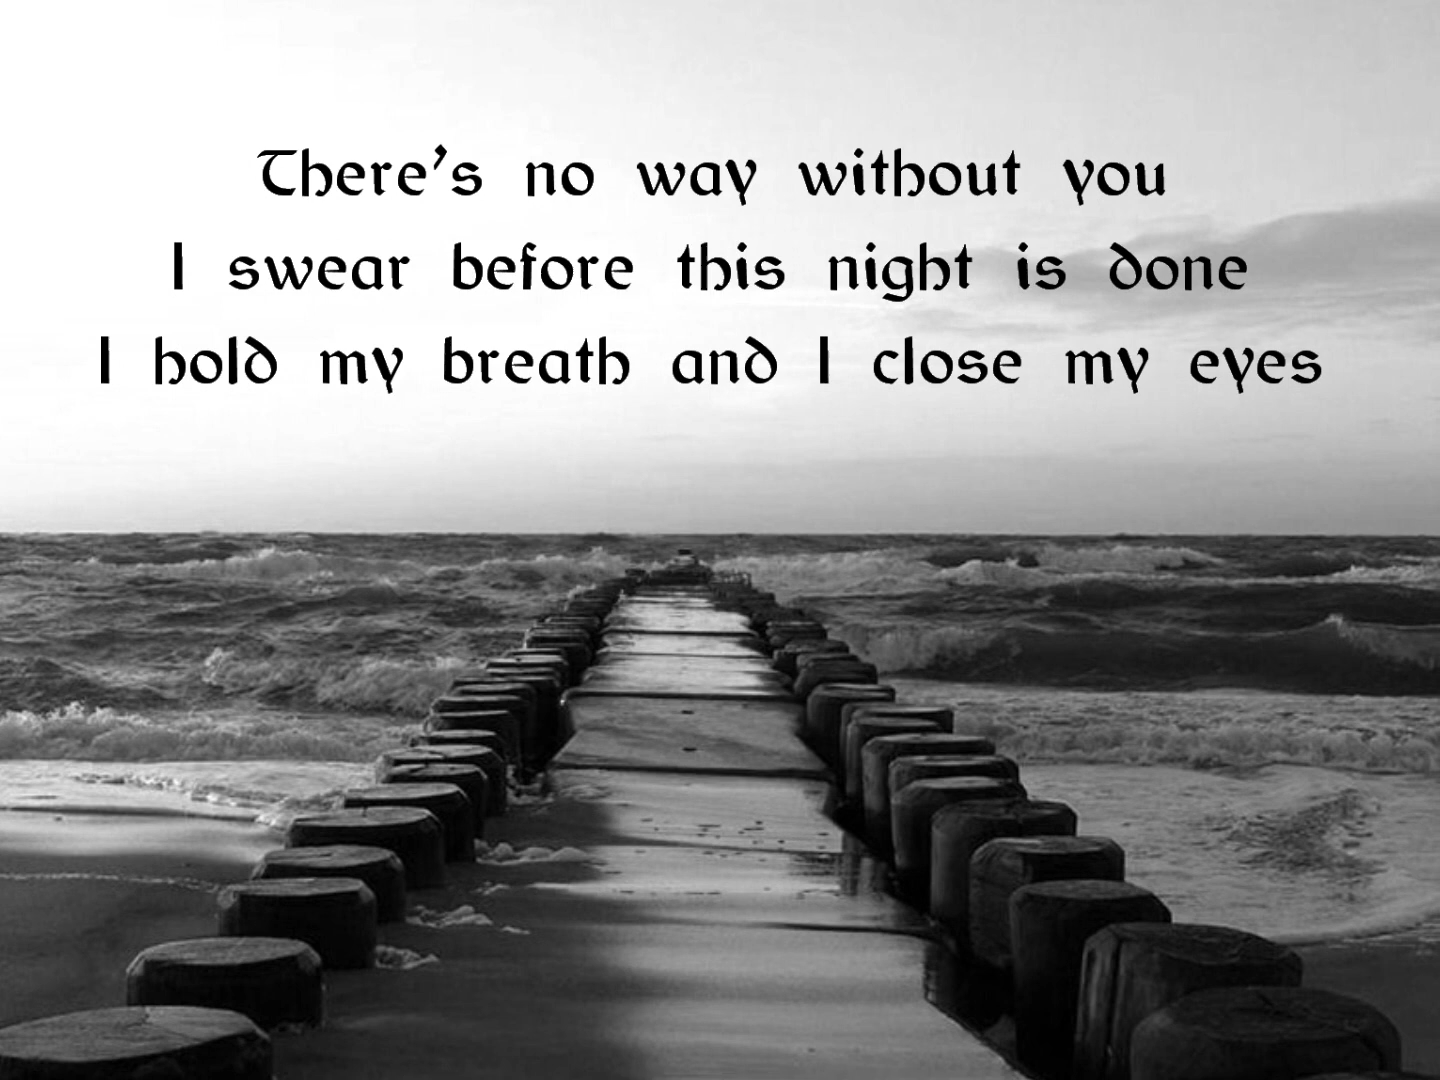 There's no way without you
I swear before this night is done
I hold my breath and I close my eyes